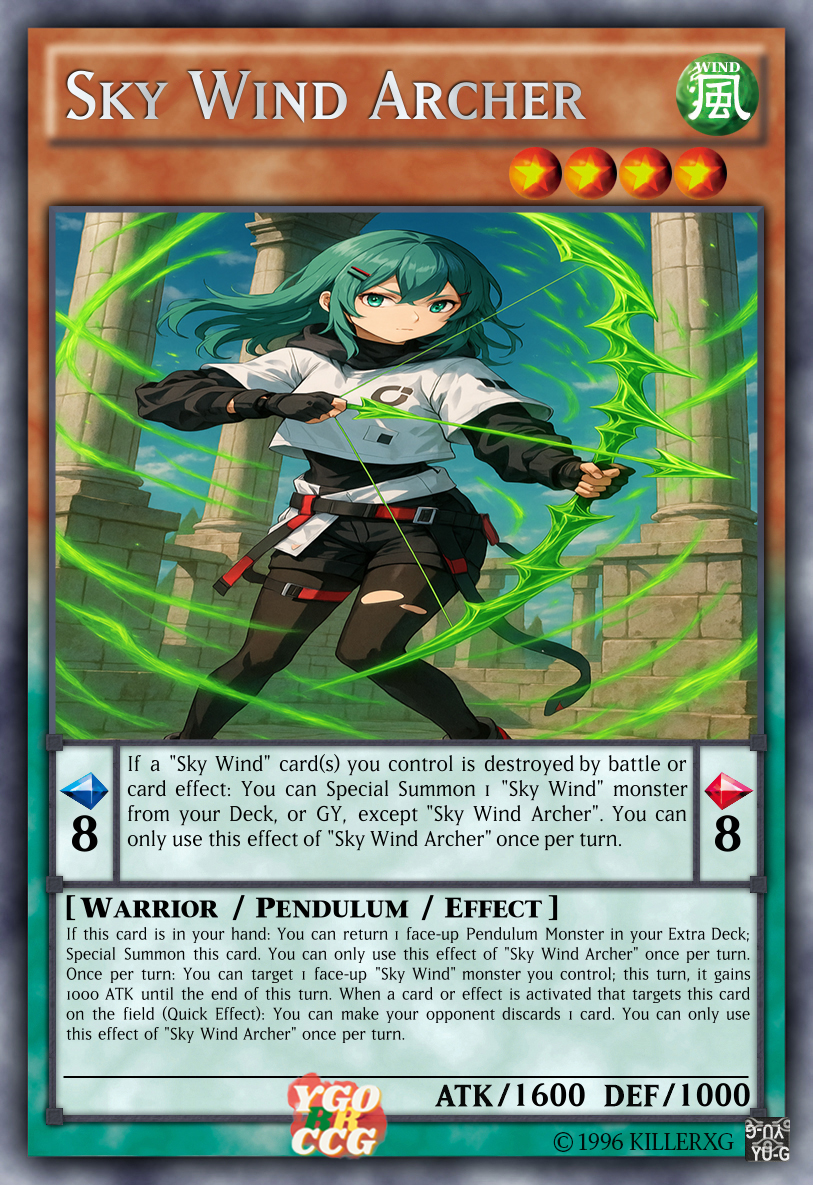 Sky Wind Archer
WIND
風
If a "Sky Wind" card(s) you control is destroyed by battle or
card effect: You can Special Summon 1 "Sky Wind" monster
from your Deck, or GY, except "Sky Wind Archer". You can
only use this effect of "Sky Wind Archer" once per turn.
8
8
[ Warrior / Pendulum / Effect ]
If this card is in your hand: You can return 1 face-up Pendulum Monster in your Extra Deck;
Special Summon this card. You can only use this effect of "Sky Wind Archer" once per turn.
Once per turn: You can target 1 face-up "Sky Wind" monster you control; this turn, it gains
1000 ATK until the end of this turn. When a card or effect is activated that targets this card
on the field (Quick Effect): You can make your opponent discards 1 card. You can only use
this effect of "Sky Wind Archer" once per turn.
ATK/1600 DEF/1000
YGO
CCG
© 1996 KILLERXG
YU-G